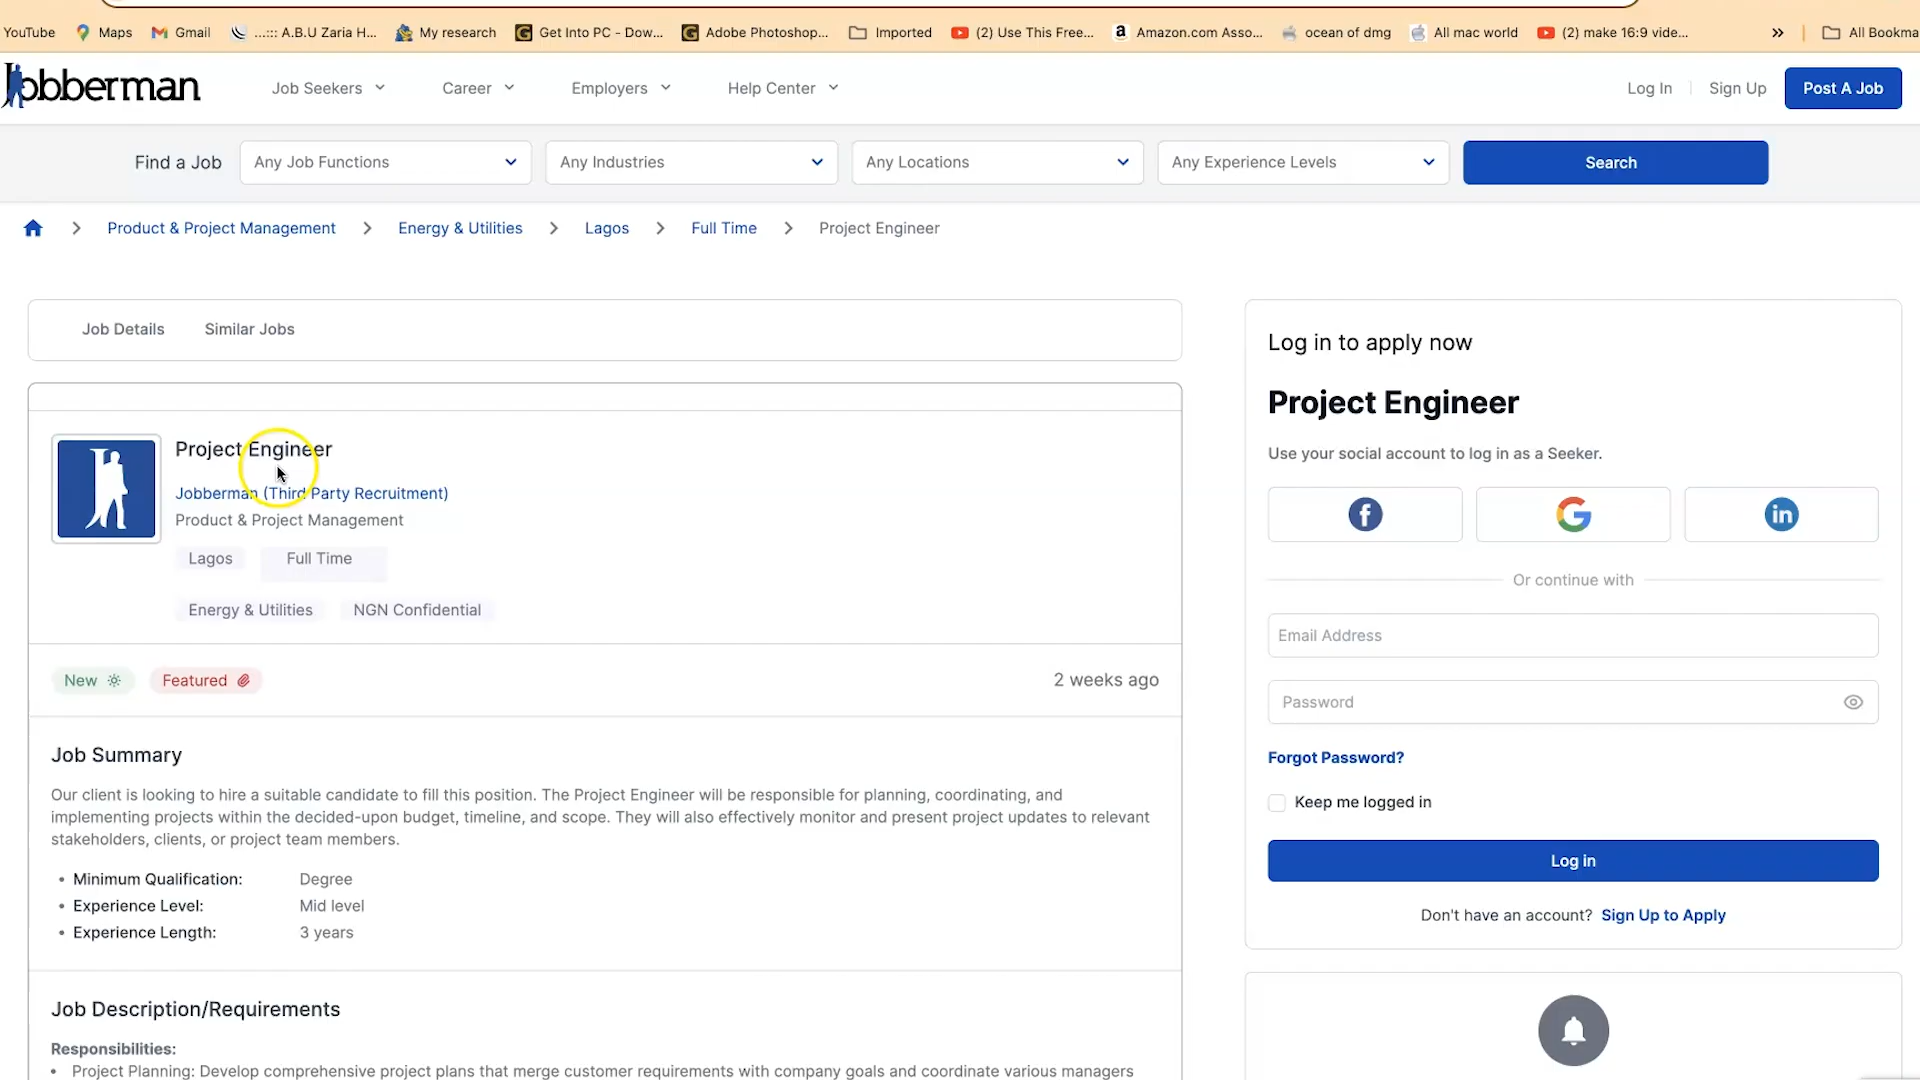 YouTube Maps Gmail ...::: A.B.U Zaria H... My research Get Into PC - Dow... Adobe Photoshop... Imported (2) Use This Free... Amazon.com Asso... ocean of dmg All mac world (2) make 16:9 vide... » All Bookma
Jobberman Job Seekers Career Employers Help Center Log In Sign Up Post A Job
Find a Job Any Job Functions Any Industries Any Locations Any Experience Levels Search
Product & Project Management Energy & Utilities Lagos Full Time Project Engineer
Job Details Similar Jobs
Project Engineer
Jobberman (Third Party Recruitment)
Product & Project Management
Lagos Full Time
Energy & Utilities NGN Confidential
New Featured 2 weeks ago
Job Summary
Our client is looking to hire a suitable candidate to fill this position. The Project Engineer will be responsible for planning, coordinating, and
implementing projects within the decided-upon budget, timeline, and scope. They will also effectively monitor and present project updates to relevant
stakeholders, clients, or project team members.
• Minimum Qualification: Degree
• Experience Level: Mid level
• Experience Length: 3 years
Job Description/Requirements
Responsibilities:
• Project Planning: Develop comprehensive project plans that merge customer requirements with company goals and coordinate various managers
Log in to apply now
Project Engineer
Use your social account to log in as a Seeker.
Or continue with
Email Address
Password
Forgot Password?
Keep me logged in
Log in
Don't have an account? Sign Up to Apply